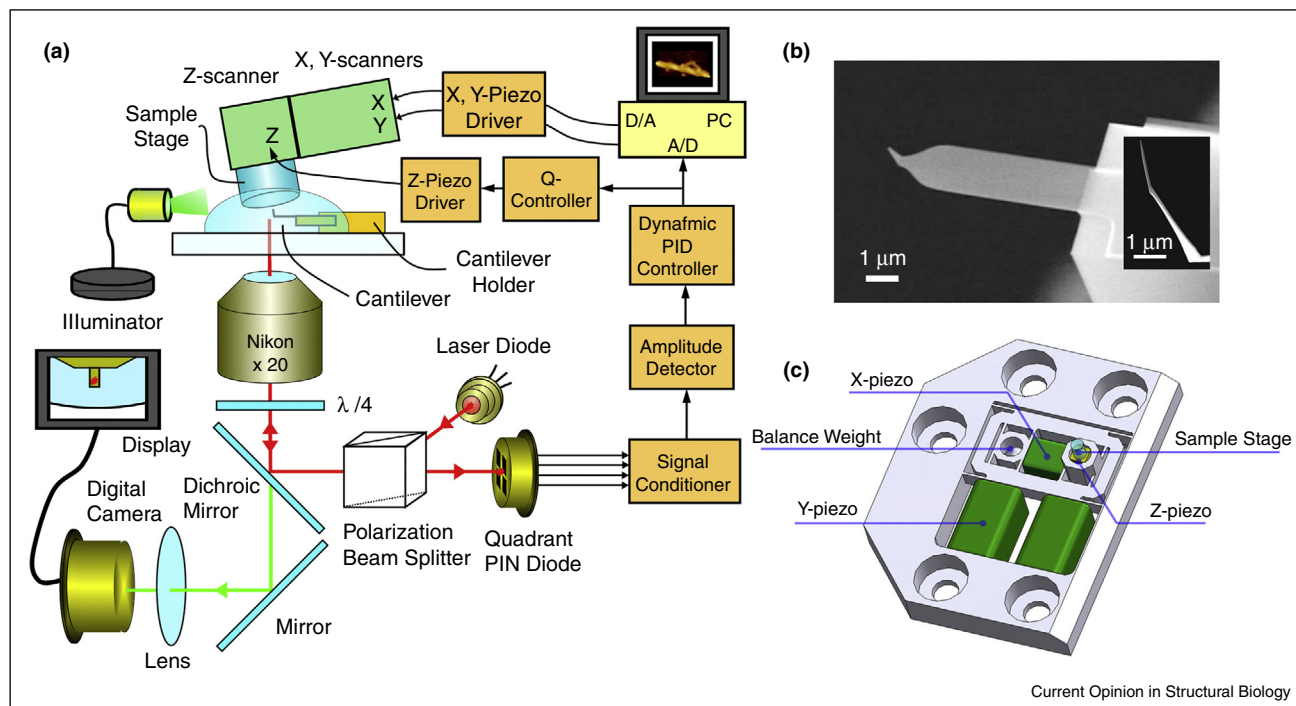 (a)
X, Y-scanners
Z-scanner
Sample
Stage
X
Y
Z
X, Y-Piezo
Driver
D/A
PC
A/D
Z-Piezo
Driver
Q-
Controller
Dynafmic
PID
Controller
Cantilever
Holder
Cantilever
Illuminator
Nikon
x 20
Laser Diode
Amplitude
Detector
λ /4
Display
Dichroic
Mirror
Digital
Camera
Polarization
Beam Splitter
Quadrant
PIN Diode
Signal
Conditioner
Mirror
Lens
(b)
1 µm
1 µm
(c)
X-piezo
Balance Weight
Sample Stage
Y-piezo
Z-piezo
Current Opinion in Structural Biology